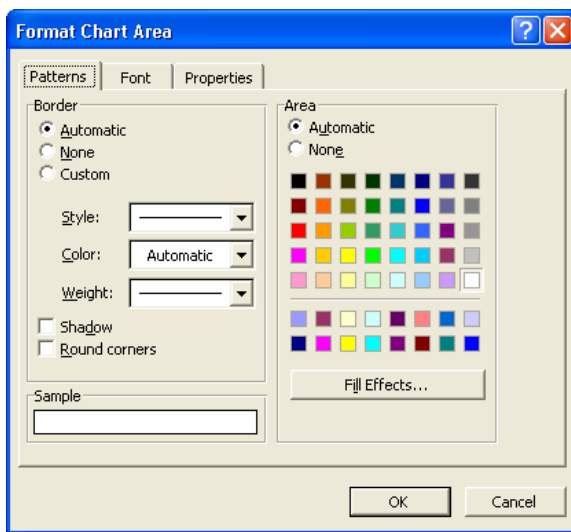 Format Chart Area
Patterns Font Properties
Border
Automatic
None
Custom
Style:
Color: Automatic
Weight:
Shadow
Round corners
Sample
Area
Automatic
None
Fill Effects...
OK Cancel